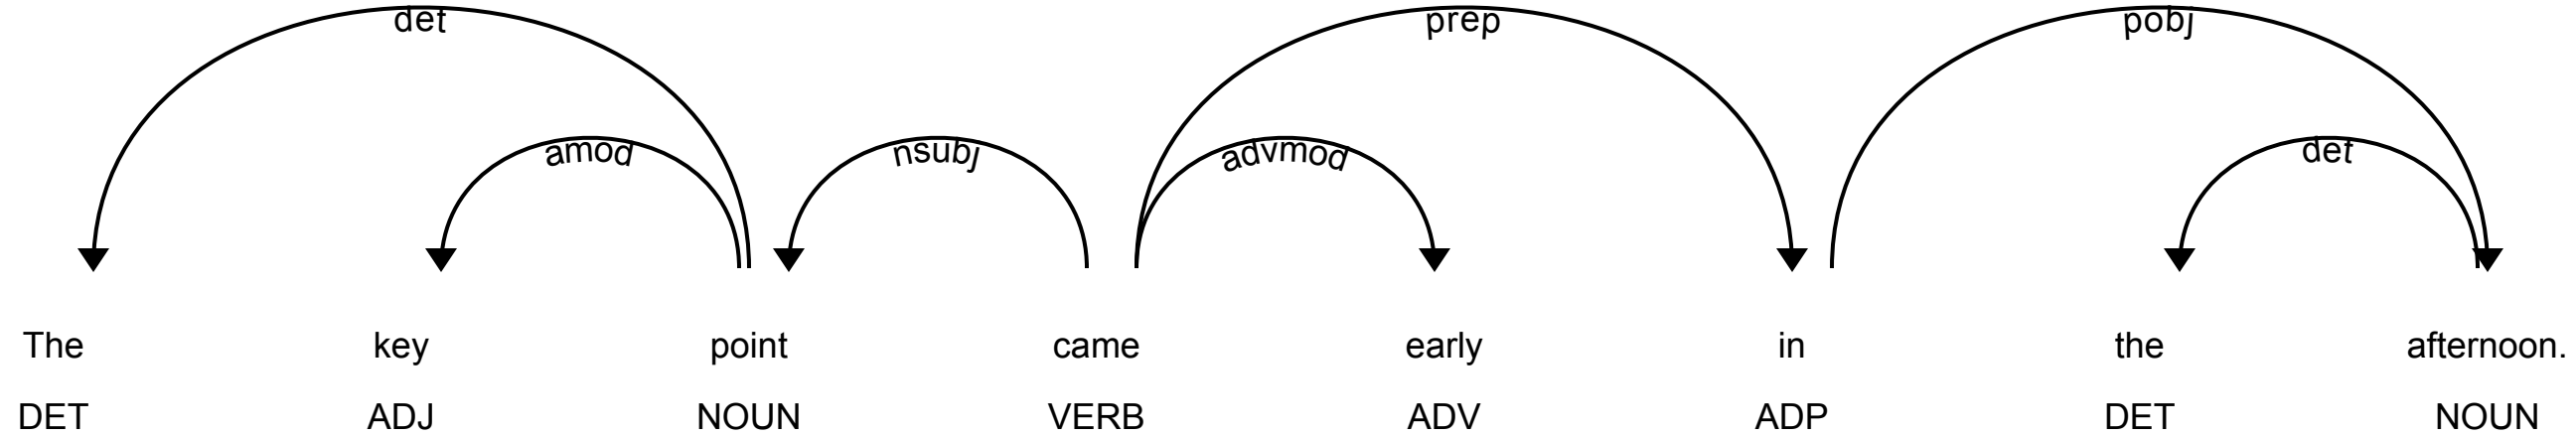 det prep pobj
amod nsubj advmod det
The key point came early in the afternoon.
DET ADJ NOUN VERB ADV ADP DET NOUN